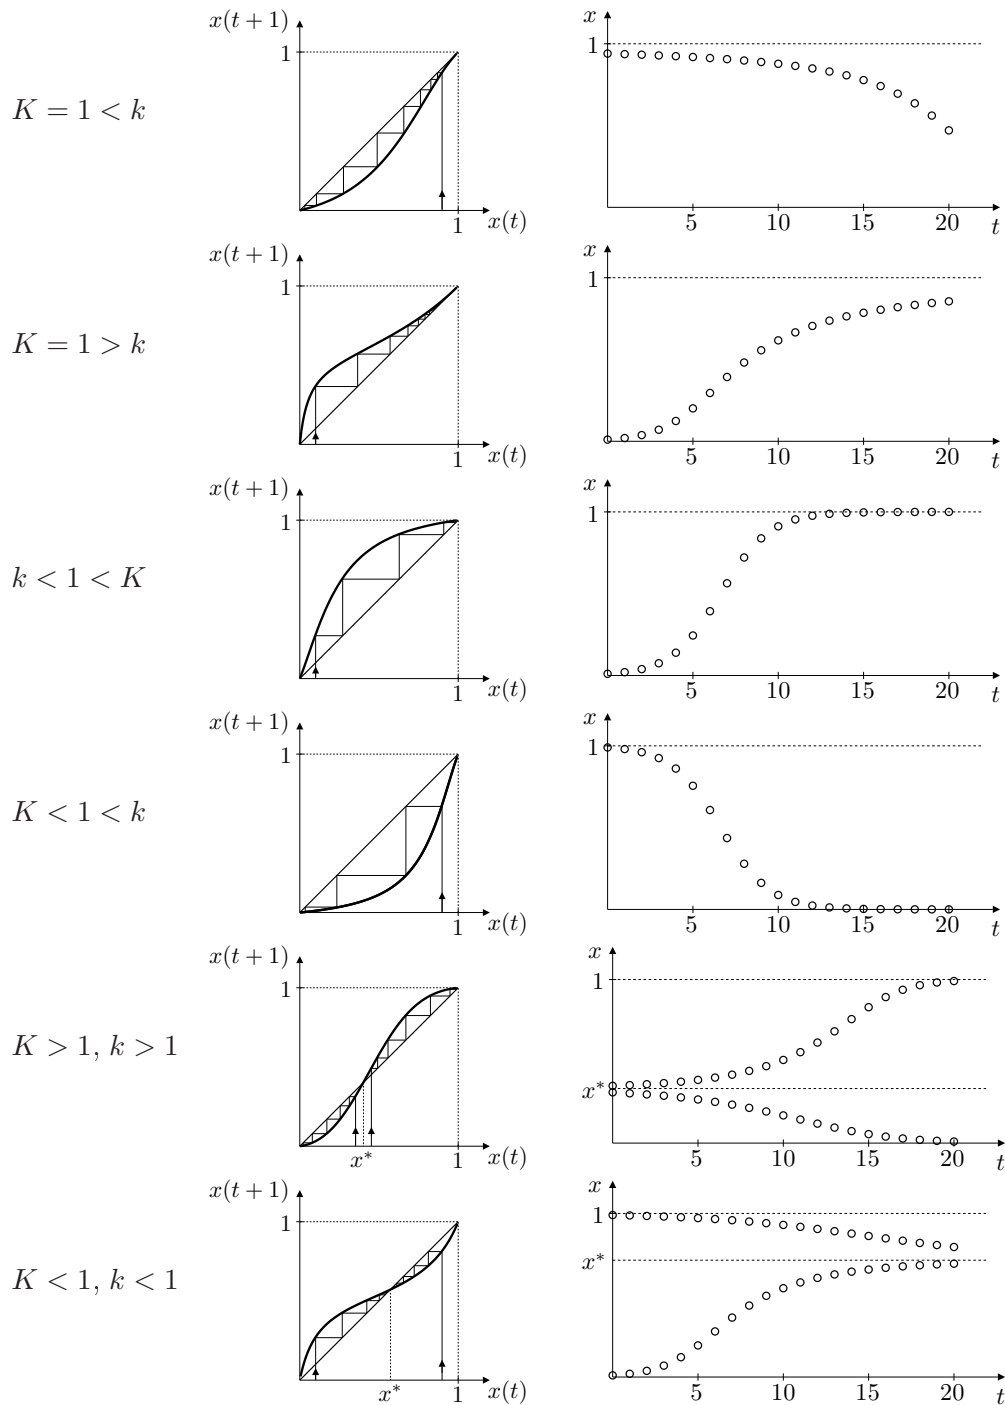 x(t + 1)
1
K = 1 < k
1
x(t)
x
1
5
10
15
20
t
x(t + 1)
1
K = 1 > k
1
x(t)
x
1
5
10
15
20
t
x(t + 1)
1
k < 1 < K
1
x(t)
x
1
5
10
15
20
t
x(t + 1)
1
K < 1 < k
1
x(t)
x
1
5
10
15
20
t
x(t + 1)
1
K > 1, k > 1
x*
1
x(t)
x
1
x*
5
10
15
20
t
x(t + 1)
1
K < 1, k < 1
x*
1
x(t)
x
1
x*
5
10
15
20
t